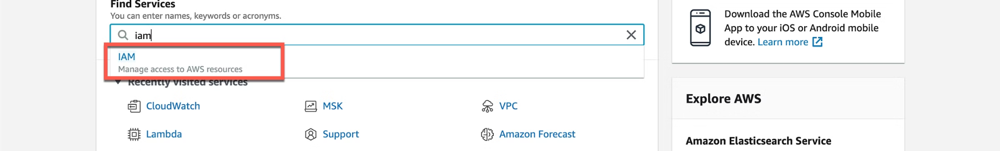 Find Services
You can enter names, keywords or acronyms.
iam
IAM
Manage access to AWS resources
Recently visited services
CloudWatch
MSK
VPC
Lambda
Support
Amazon Forecast
Download the AWS Console Mobile
App to your iOS or Android mobile
device. Learn more
Explore AWS
Amazon Elasticsearch Service